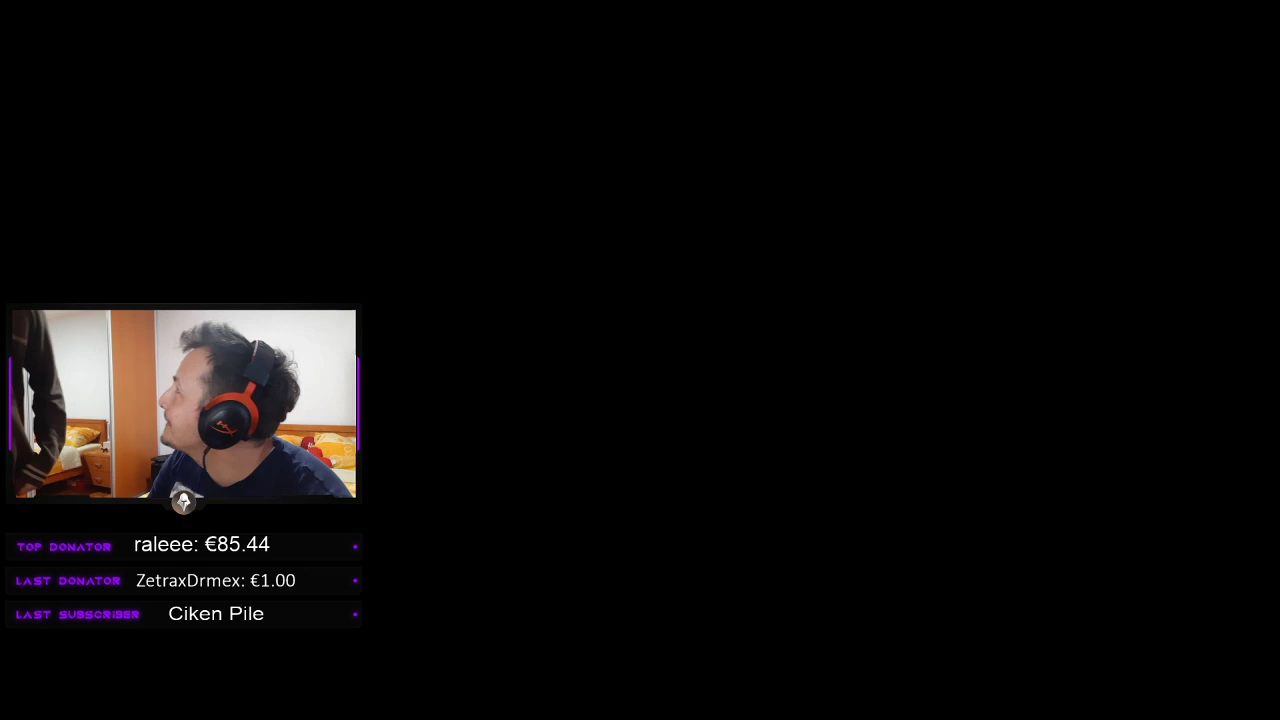 TOP DONATOR raleee: €85.44
LAST DONATOR ZetraxDrmex: €1.00
LAST SUBSCRIBER Ciken Pile